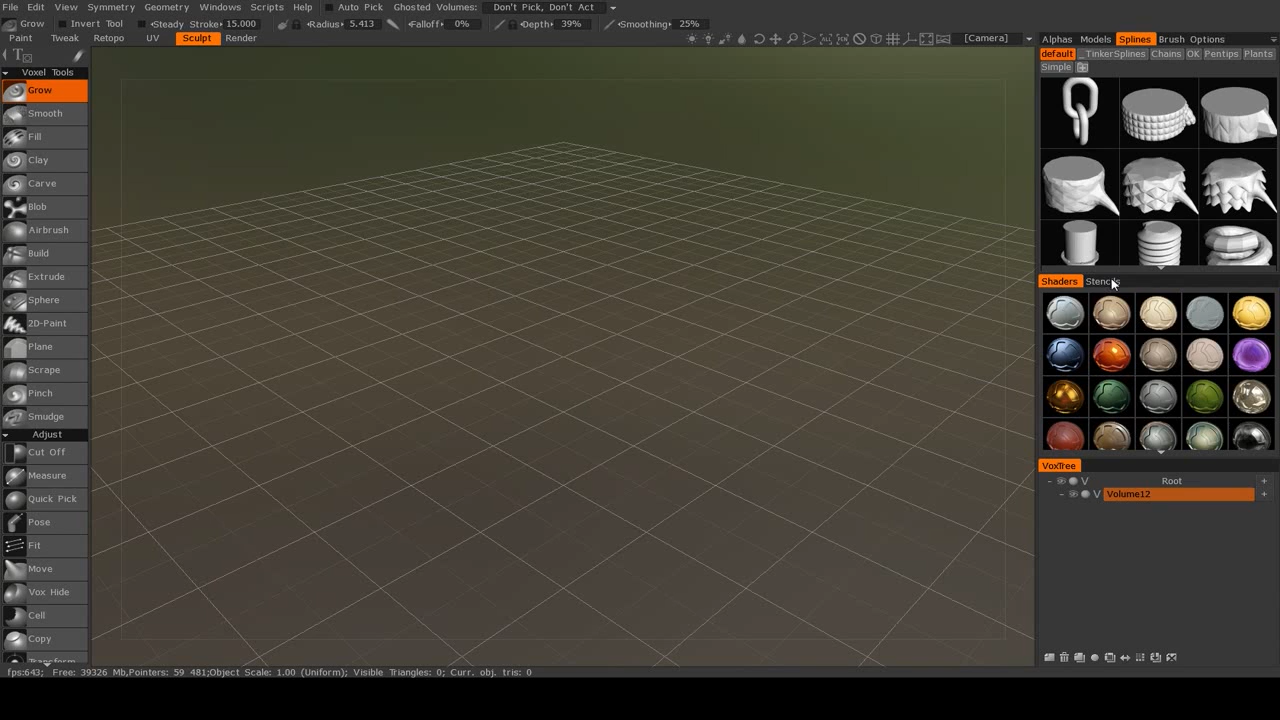 File Edit View Symmetry Geometry Windows Scripts Help Auto Pick Ghosted Volumes: Don't Pick, Don't Act
Grow Invert Tool Steady Stroke 15.000 Radius 5.413 Falloff 0% Depth 39% Smoothing 25%
Paint Tweak Retopo UV Sculpt Render [Camera]
Alphas Models Splines Brush Options
default _TinkerSplines Chains OK Pentips Plants
Simple
Voxel Tools
Grow
Smooth
Fill
Clay
Carve
Blob
Airbrush
Build
Extrude
Sphere
2D-Paint
Plane
Scrape
Pinch
Smudge
Adjust
Cut Off
Measure
Quick Pick
Pose
Fit
Move
Vox Hide
Cell
Copy
Transform
Shaders Stencils
VoxTree
V Root +
V Volume12 +
fps:643; Free: 39326 Mb,Pointers: 59 481;Object Scale: 1.00 (Uniform); Visible Triangles: 0; Curr. obj. tris: 0